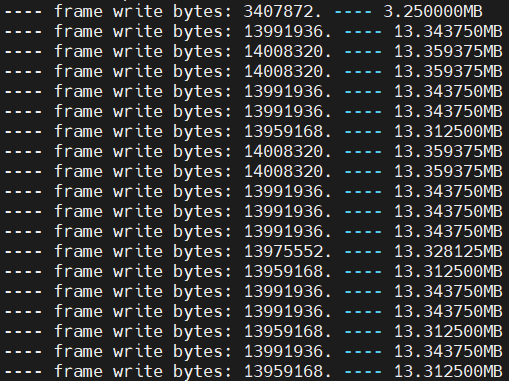 ---- frame write bytes: 3407872. ---- 3.250000MB
---- frame write bytes: 13991936. ---- 13.343750MB
---- frame write bytes: 14008320. ---- 13.359375MB
---- frame write bytes: 14008320. ---- 13.359375MB
---- frame write bytes: 13991936. ---- 13.343750MB
---- frame write bytes: 13991936. ---- 13.343750MB
---- frame write bytes: 13959168. ---- 13.312500MB
---- frame write bytes: 14008320. ---- 13.359375MB
---- frame write bytes: 14008320. ---- 13.359375MB
---- frame write bytes: 13991936. ---- 13.343750MB
---- frame write bytes: 13991936. ---- 13.343750MB
---- frame write bytes: 13991936. ---- 13.343750MB
---- frame write bytes: 13975552. ---- 13.328125MB
---- frame write bytes: 13959168. ---- 13.312500MB
---- frame write bytes: 13991936. ---- 13.343750MB
---- frame write bytes: 13991936. ---- 13.343750MB
---- frame write bytes: 13959168. ---- 13.312500MB
---- frame write bytes: 13991936. ---- 13.343750MB
---- frame write bytes: 13959168. ---- 13.312500MB